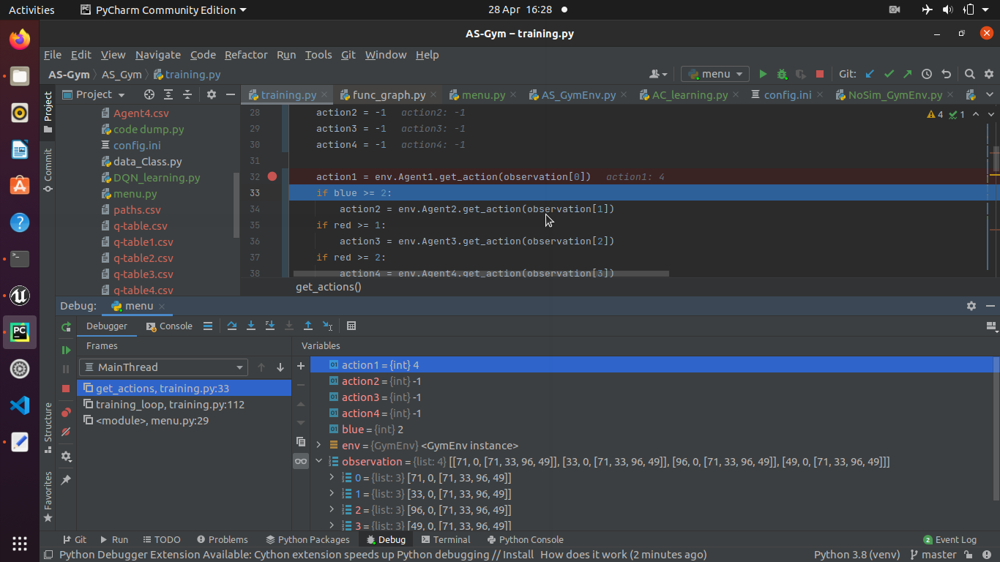 Activities PyCharm Community Edition 28 Apr 16:28
AS-Gym – training.py
File Edit View Navigate Code Refactor Run Tools Git Window Help
AS-Gym AS_Gym training.py menu Git:
Project training.py func_graph.py menu.py AS_GymEnv.py AC_learning.py config.ini NoSim_GymEnv.py
Project
Commit
Structure
Favorites
Agent4.csv
code dump.py
config.ini
data_Class.py
DQN_learning.py
menu.py
paths.csv
q-table.csv
q-table1.csv
q-table2.csv
q-table3.csv
q-table4.csv
4 1
28 action2 = -1 action2: -1
29 action3 = -1 action3: -1
30 action4 = -1 action4: -1
31
32 action1 = env.Agent1.get_action(observation[0]) action1: 4
33 if blue >= 2:
34 action2 = env.Agent2.get_action(observation[1])
35 if red >= 1:
36 action3 = env.Agent3.get_action(observation[2])
37 if red >= 2:
38 action4 = env.Agent4.get_action(observation[3])
get_actions()
Debug: menu
Debugger Console
Frames
MainThread
get_actions, training.py:33
training_loop, training.py:112
<module>, menu.py:29
Variables
action1 = {int} 4
action2 = {int} -1
action3 = {int} -1
action4 = {int} -1
blue = {int} 2
env = {GymEnv} <GymEnv instance>
observation = {list: 4} [[71, 0, [71, 33, 96, 49]], [33, 0, [71, 33, 96, 49]], [96, 0, [71, 33, 96, 49]], [49, 0, [71, 33, 96, 49]]]
0 = {list: 3} [71, 0, [71, 33, 96, 49]]
1 = {list: 3} [33, 0, [71, 33, 96, 49]]
2 = {list: 3} [96, 0, [71, 33, 96, 49]]
3 = {list: 3} [49, 0, [71, 33, 96, 49]]
Git Run TODO Problems Python Packages Debug Terminal Python Console 2 Event Log
Python Debugger Extension Available: Cython extension speeds up Python debugging // Install How does it work (2 minutes ago) Python 3.8 (venv) master